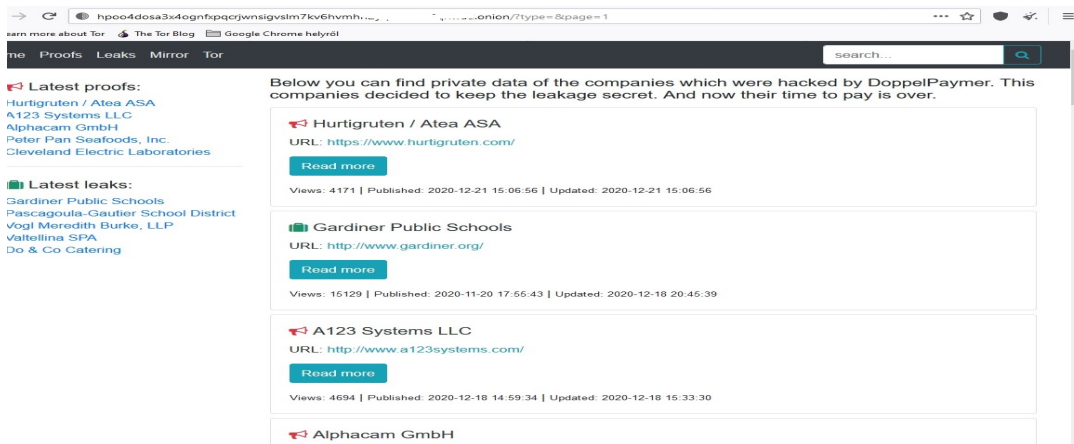 earn more about Tor The Tor Blog Google Chrome helyről
me Proofs Leaks Mirror Tor search...
Latest proofs:
Hurtigruten / Atea ASA
A123 Systems LLC
Alphacam GmbH
Peter Pan Seafoods, Inc.
Cleveland Electric Laboratories
Latest leaks:
Gardiner Public Schools
Pascagoula-Gautier School District
Vogl Meredith Burke, LLP
Valtellina SPA
Do & Co Catering
Below you can find private data of the companies which were hacked by DoppelPaymer. This
companies decided to keep the leakage secret. And now their time to pay is over.
Hurtigruten / Atea ASA
URL: https://www.hurtigruten.com/
Read more
Views: 4171 | Published: 2020-12-21 15:06:56 | Updated: 2020-12-21 15:06:56
Gardiner Public Schools
URL: http://www.gardiner.org/
Read more
Views: 15129 | Published: 2020-11-20 17:55:43 | Updated: 2020-12-18 20:45:39
A123 Systems LLC
URL: http://www.a123systems.com/
Read more
Views: 4694 | Published: 2020-12-18 14:59:34 | Updated: 2020-12-18 15:33:30
Alphacam GmbH